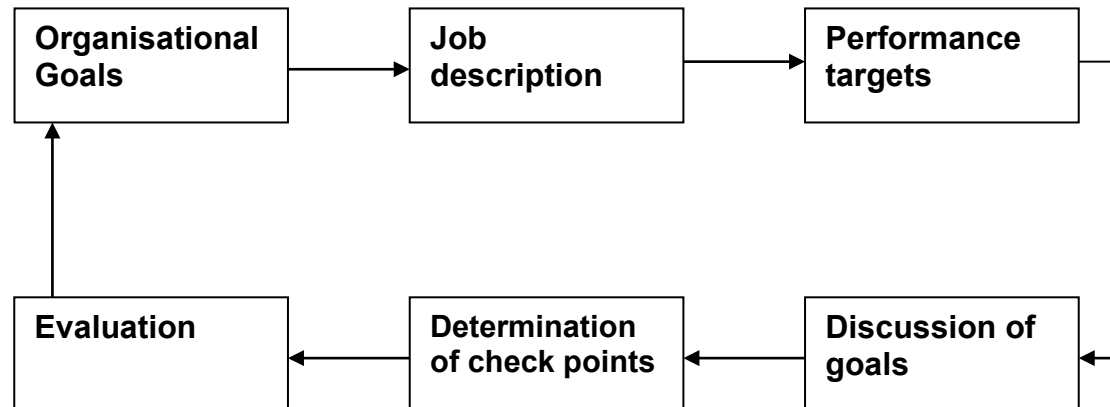 Organisational
Goals
Job
description
Performance
targets
Evaluation
Determination
of check points
Discussion of
goals